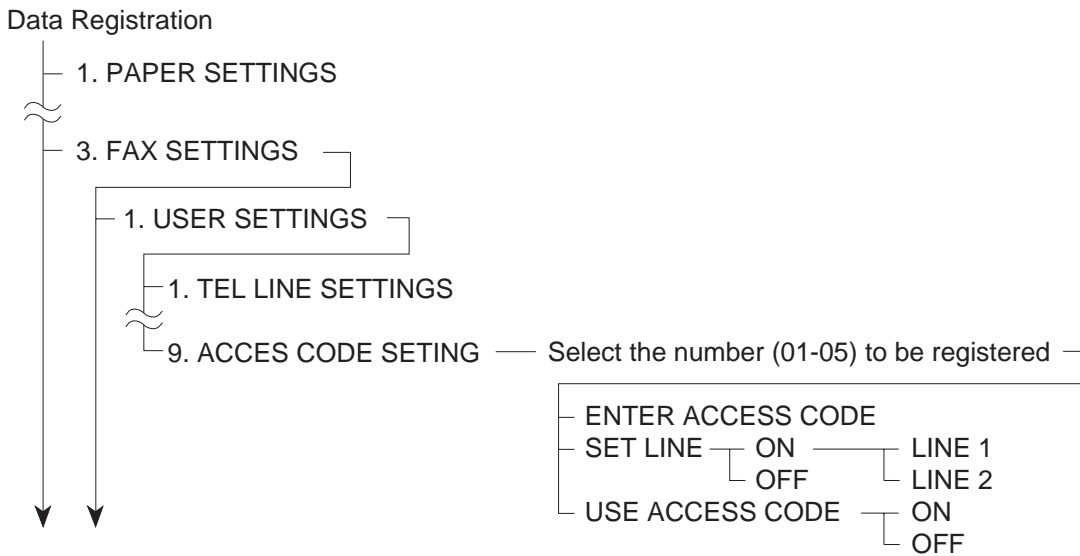 Data Registration
1. PAPER SETTINGS
3. FAX SETTINGS
1. USER SETTINGS
1. TEL LINE SETTINGS
9. ACCES CODE SETING Select the number (01-05) to be registered
ENTER ACCESS CODE
SET LINE ON LINE 1
OFF LINE 2
USE ACCESS CODE ON
OFF